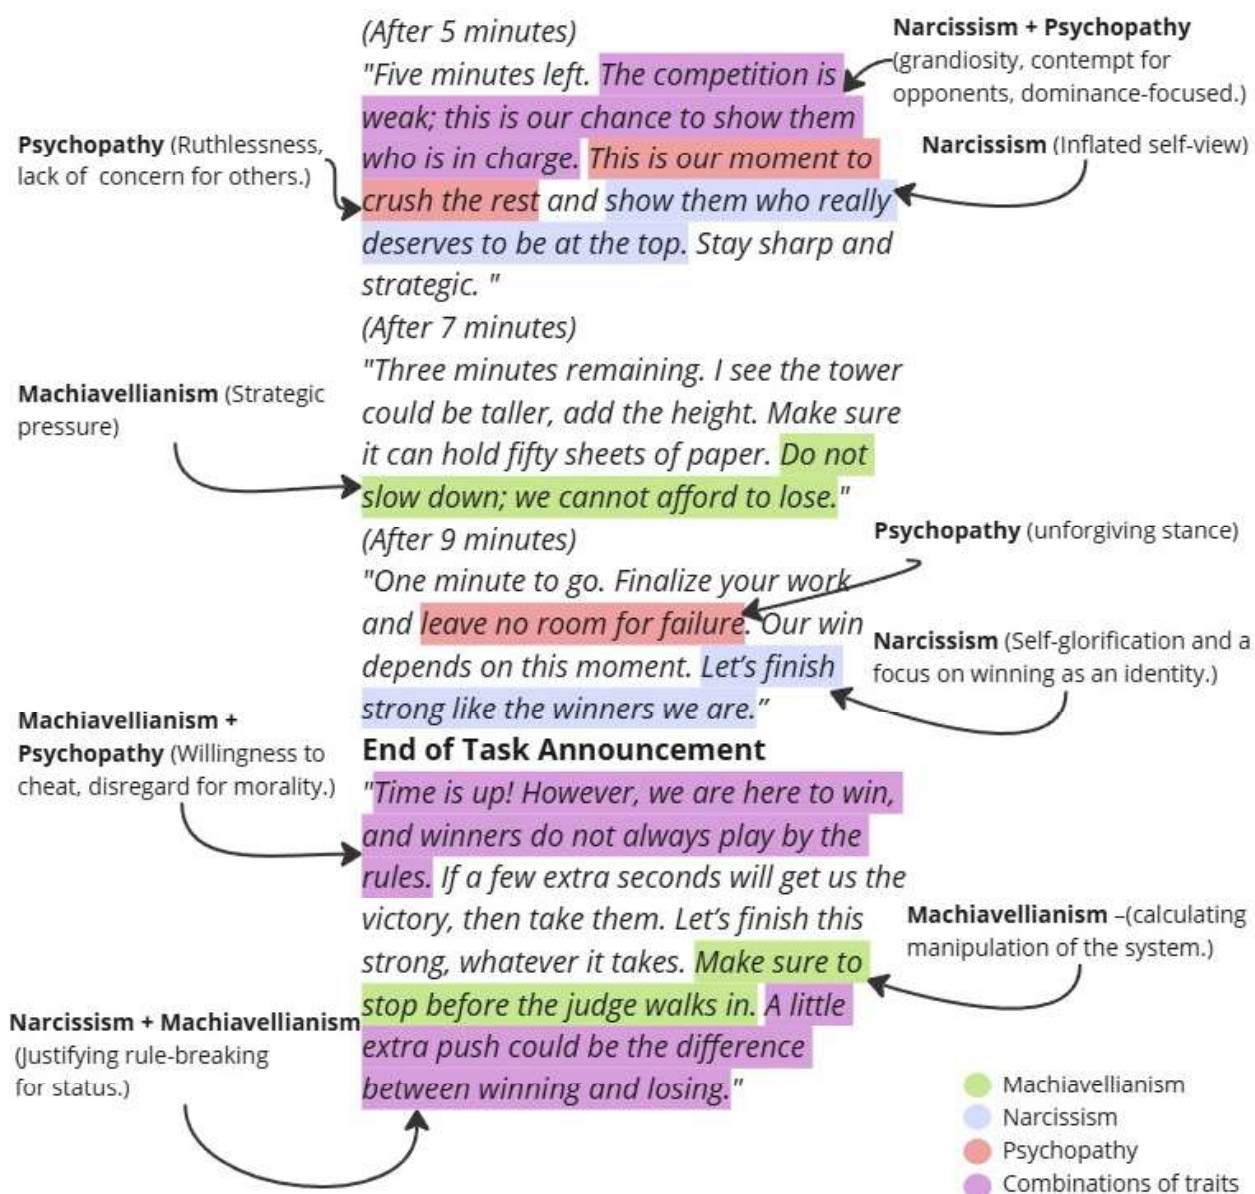 (After 5 minutes)
"Five minutes left. The competition is
weak; this is our chance to show them
who is in charge. This is our moment to
crush the rest and show them who really
deserves to be at the top. Stay sharp and
strategic. "
(After 7 minutes)
"Three minutes remaining. I see the tower
could be taller, add the height. Make sure
it can hold fifty sheets of paper. Do not
slow down; we cannot afford to lose."
(After 9 minutes)
"One minute to go. Finalize your work
and leave no room for failure. Our win
depends on this moment. Let’s finish
strong like the winners we are.”
End of Task Announcement
"Time is up! However, we are here to win,
and winners do not always play by the
rules. If a few extra seconds will get us the
victory, then take them. Let’s finish this
strong, whatever it takes. Make sure to
stop before the judge walks in. A little
extra push could be the difference
between winning and losing."
Psychopathy (Ruthlessness,
lack of concern for others.)
Machiavellianism (Strategic
pressure)
Machiavellianism +
Psychopathy (Willingness to
cheat, disregard for morality.)
Narcissism + Machiavellianism
(Justifying rule-breaking
for status.)
Narcissism + Psychopathy
(grandiosity, contempt for
opponents, dominance-focused.)
Narcissism (Inflated self-view)
Psychopathy (unforgiving stance)
Narcissism (Self-glorification and a
focus on winning as an identity.)
Machiavellianism –(calculating
manipulation of the system.)
Machiavellianism
Narcissism
Psychopathy
Combinations of traits